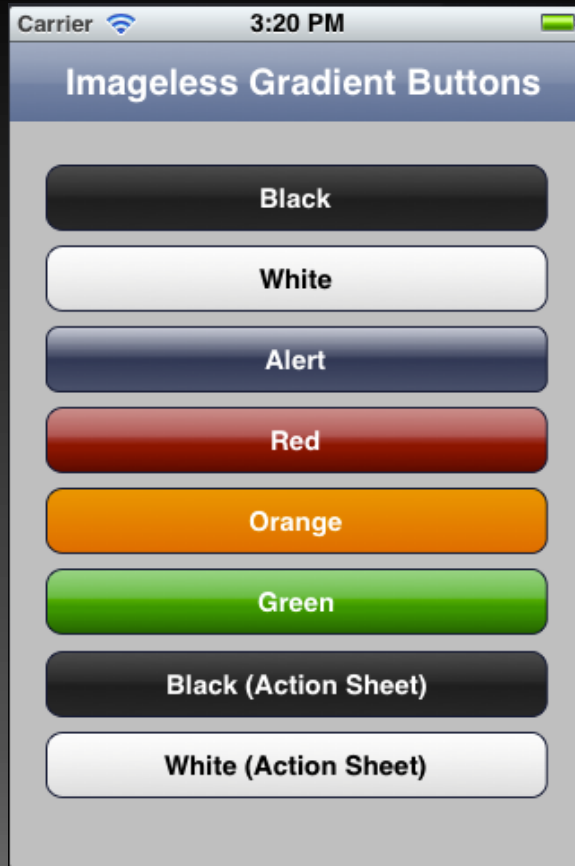 Carrier 3:20 PM
Imageless Gradient Buttons
Black
White
Alert
Red
Orange
Green
Black (Action Sheet)
White (Action Sheet)